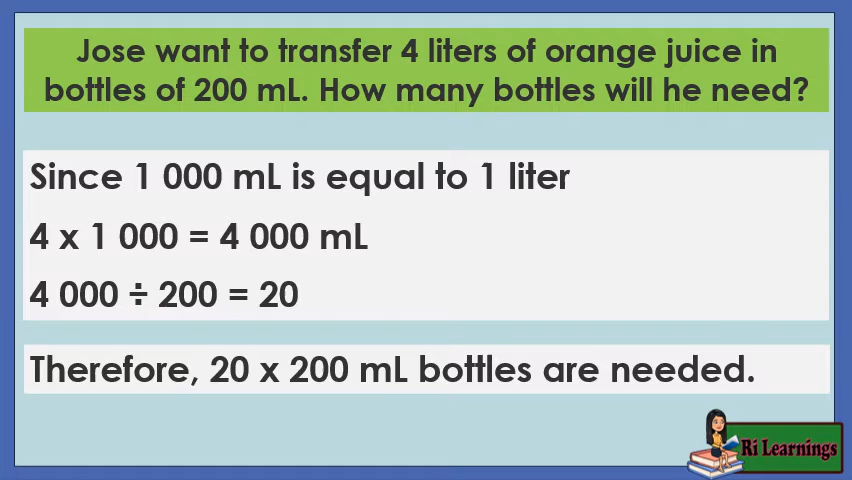 Jose want to transfer 4 liters of orange juice in
bottles of 200 mL. How many bottles will he need?
Since 1 000 mL is equal to 1 liter
4 x 1 000 = 4 000 mL
4 000 ÷ 200 = 20
Therefore, 20 x 200 mL bottles are needed.
Ri Learnings